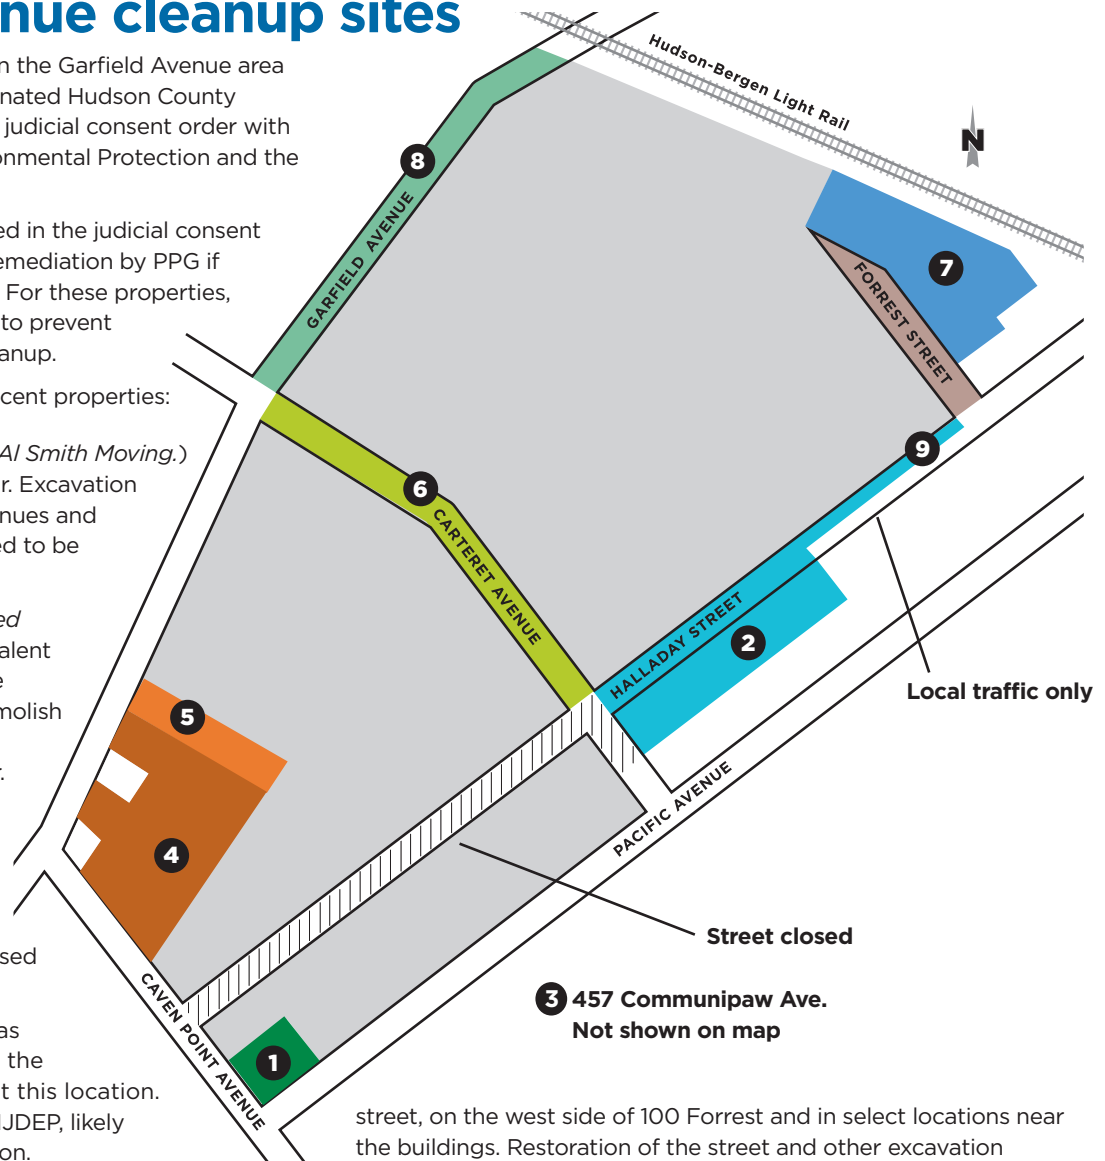 nue cleanup sites
n the Garfield Avenue area
nated Hudson County
judicial consent order with
onmental Protection and the
ed in the judicial consent
emediation by PPG if
For these properties,
to prevent
anup.
cent properties:
Al Smith Moving.)
r. Excavation
nues and
ed to be
ed
alent
e
molish
r.
sed
as
the
t this location.
IJDEP, likely
on.
Hudson-Bergen Light Rail
N
8
GARFIELD AVENUE
7
FORREST STREET
9
6
CARTERET AVENUE
HALLADAY STREET
2
Local traffic only
5
4
PACIFIC AVENUE
Street closed
CAVEN POINT AVENUE
1
3 457 Communipaw Ave.
Not shown on map
street, on the west side of 100 Forrest and in select locations near
the buildings. Restoration of the street and other excavation